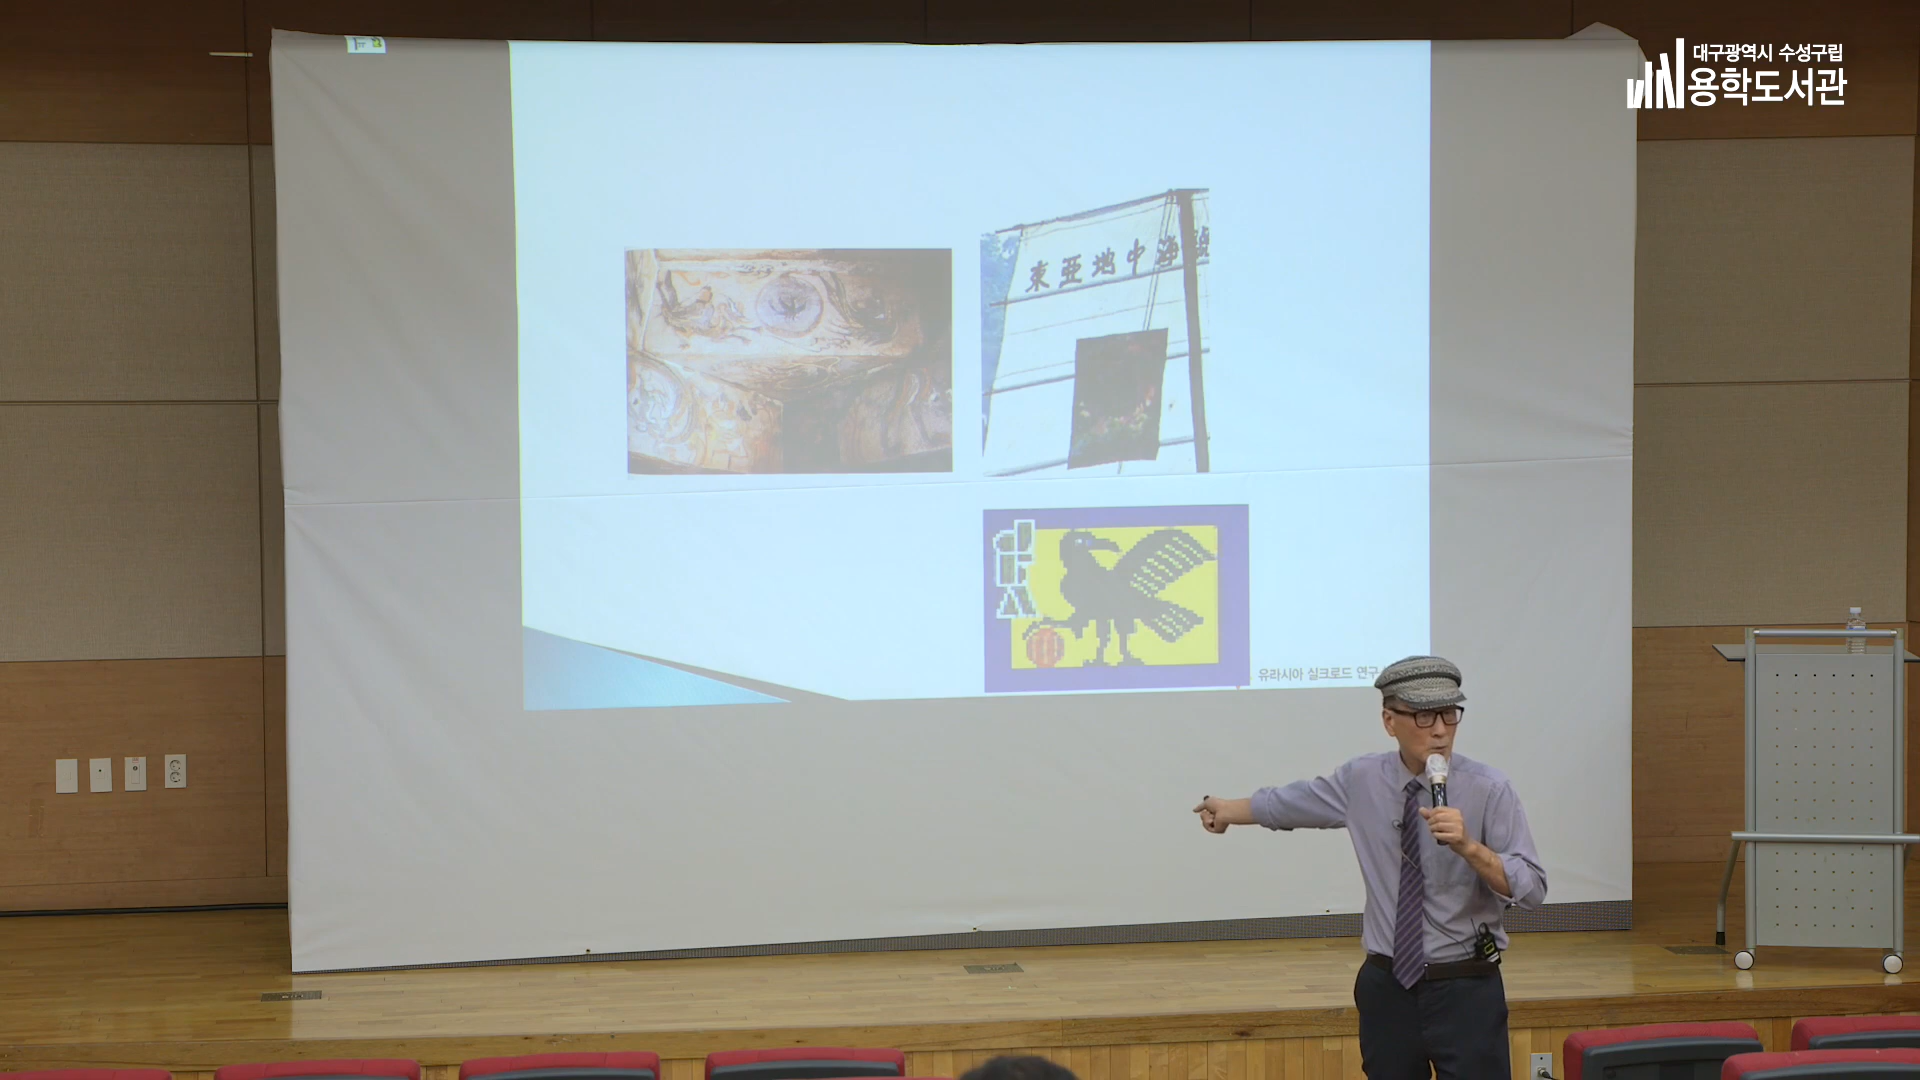 대구광역시 수성구립
용학도서관
東亞地中海號
유라시아 실크로드 연구